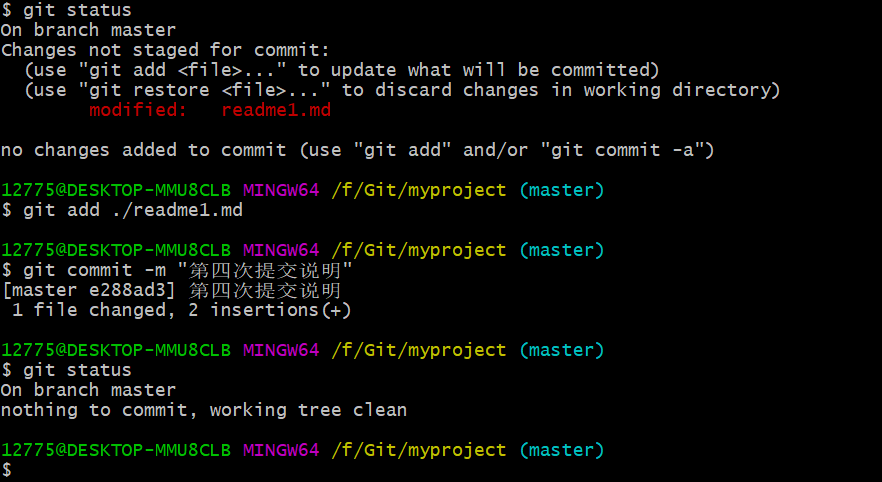 $ git status
On branch master
Changes not staged for commit:
  (use "git add <file>..." to update what will be committed)
  (use "git restore <file>..." to discard changes in working directory)
        modified:   readme1.md

no changes added to commit (use "git add" and/or "git commit -a")

12775@DESKTOP-MMU8CLB MINGW64 /f/Git/myproject (master)
$ git add ./readme1.md

12775@DESKTOP-MMU8CLB MINGW64 /f/Git/myproject (master)
$ git commit -m "第四次提交说明"
[master e288ad3] 第四次提交说明
 1 file changed, 2 insertions(+)

12775@DESKTOP-MMU8CLB MINGW64 /f/Git/myproject (master)
$ git status
On branch master
nothing to commit, working tree clean

12775@DESKTOP-MMU8CLB MINGW64 /f/Git/myproject (master)
$